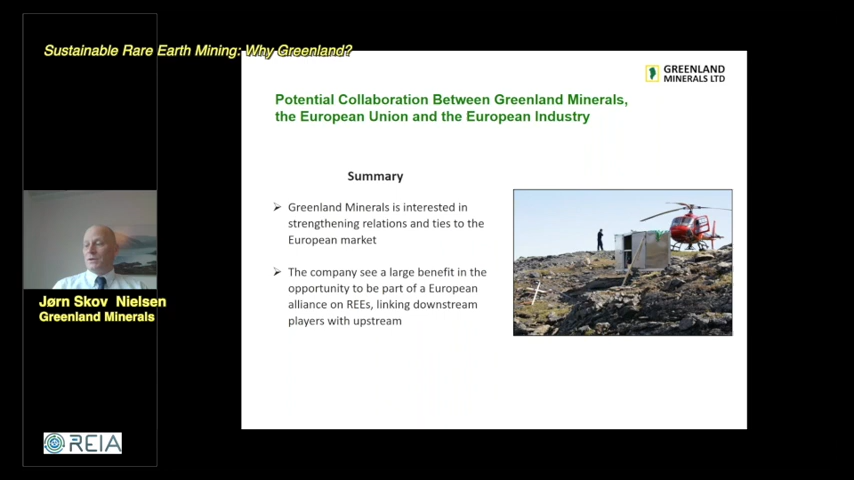 Sustainable Rare Earth Mining: Why Greenland?
GREENLAND
MINERALS LTD
Potential Collaboration Between Greenland Minerals,
the European Union and the European Industry
Summary
➢ Greenland Minerals is interested in
strengthening relations and ties to the
European market
➢ The company see a large benefit in the
opportunity to be part of a European
alliance on REEs, linking downstream
players with upstream
Jørn Skov Nielsen
Greenland Minerals
REIA